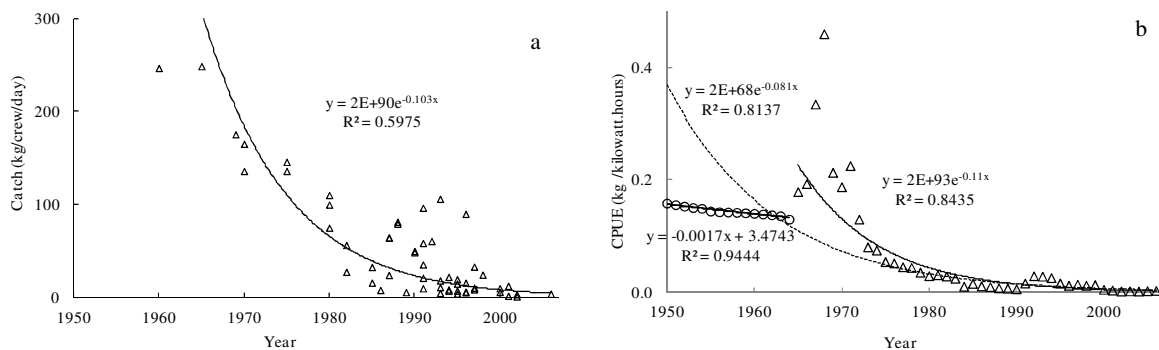 300
200
100
0
Catch (kg/crew/day)
a
y = 2E+90e^-0.103x
R² = 0.5975
1950 1960 1970 1980 1990 2000
Year
0.4
0.2
0.0
CPUE (kg /kilowatt.hours)
b
y = 2E+68e^-0.081x
R² = 0.8137
y = 2E+93e^-0.11x
R² = 0.8435
y = -0.0017x + 3.4743
R² = 0.9444
1950 1960 1970 1980 1990 2000
Year